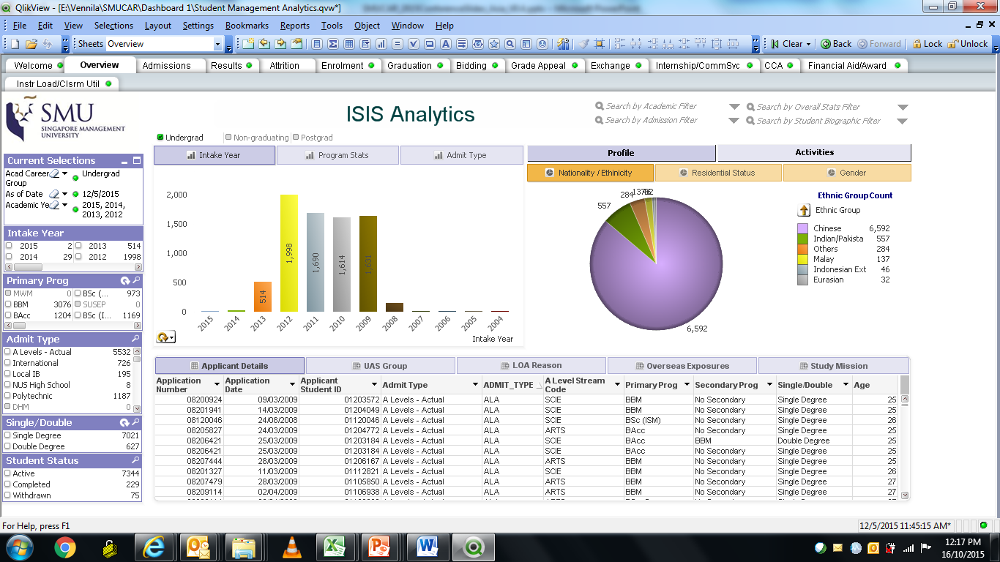 QlikView - [E:\Vennila\SMUCAR\Dashboard 1\Student Management Analytics.qvw*]
File Edit View Selections Layout Settings Bookmarks Reports Tools Object Window Help
Sheets Overview Clear Back Forward Lock Unlock
Welcome Overview Admissions Results Attrition Enrolment Graduation Bidding Grade Appeal Exchange Internship/CommSvc CCA Financial Aid/Award
Instr Load/Clsrm Util
SMU
SINGAPORE MANAGEMENT
UNIVERSITY
ISIS Analytics
Search by Academic Filter Search by Overall Stats Filter
Search by Admission Filter Search by Student Biographic Filter
Undergrad Non-graduating Postgrad
Current Selections
Acad Career Group Undergrad
As of Date 12/5/2015
Academic Ye 2015, 2014,
2013, 2012
Intake Year
2015 2 2013 514
2014 29 2012 1998
Primary Prog
MWM 0 BSc (... 973
BBM 3076 SUSEP 0
BAcc 1204 BSc (I... 1169
Admit Type
A Levels - Actual 5532
International 726
Local IB 195
NUS High School 8
Polytechnic 1187
DHM 0
Single/Double
Single Degree 7021
Double Degree 627
Student Status
Active 7344
Completed 229
Withdrawn 75
Intake Year Program Stats Admit Type
2,000
1,500
1,000
500
0
514 1,998 1,690 1,614 1,631
2015 2014 2013 2012 2011 2010 2009 2008 2007 2006 2005 2004
Intake Year
Profile Activities
Nationality / Ethinicity Residential Status Gender
557 284 137
6,592
Ethnic Group Count
Ethnic Group
Chinese 6,592
Indian/Pakista 557
Others 284
Malay 137
Indonesian Ext 46
Eurasian 32
Applicant Details UAS Group LOA Reason Overseas Exposures Study Mission
Application Number Application Date Applicant Student ID Admit Type ADMIT_TYPE A Level Stream Code Primary Prog Secondary Prog Single/Double Age
08200924 09/03/2009 01203572 A Levels - Actual ALA SCIE BBM No Secondary Single Degree 25
08201941 14/03/2009 01204049 A Levels - Actual ALA SCIE BBM No Secondary Single Degree 25
08120046 24/08/2008 01120046 A Levels - Actual ALA SCIE BSc (ISM) No Secondary Single Degree 26
08205827 24/03/2009 01204772 A Levels - Actual ALA ARTS BAcc No Secondary Single Degree 25
08206421 25/03/2009 01203184 A Levels - Actual ALA SCIE BAcc BBM Double Degree 25
08206421 25/03/2009 01203184 A Levels - Actual ALA SCIE BAcc No Secondary Single Degree 25
08207444 28/03/2009 01206167 A Levels - Actual ALA ARTS BBM No Secondary Single Degree 25
08201327 11/03/2009 01112821 A Levels - Actual ALA SCIE BBM No Secondary Single Degree 26
08207479 28/03/2009 01105850 A Levels - Actual ALA ARTS BBM No Secondary Single Degree 27
08209114 02/04/2009 01106938 A Levels - Actual ALA ARTS BBM No Secondary Single Degree 27
For Help, press F1
12/5/2015 11:45:15 AM*
12:17 PM
16/10/2015